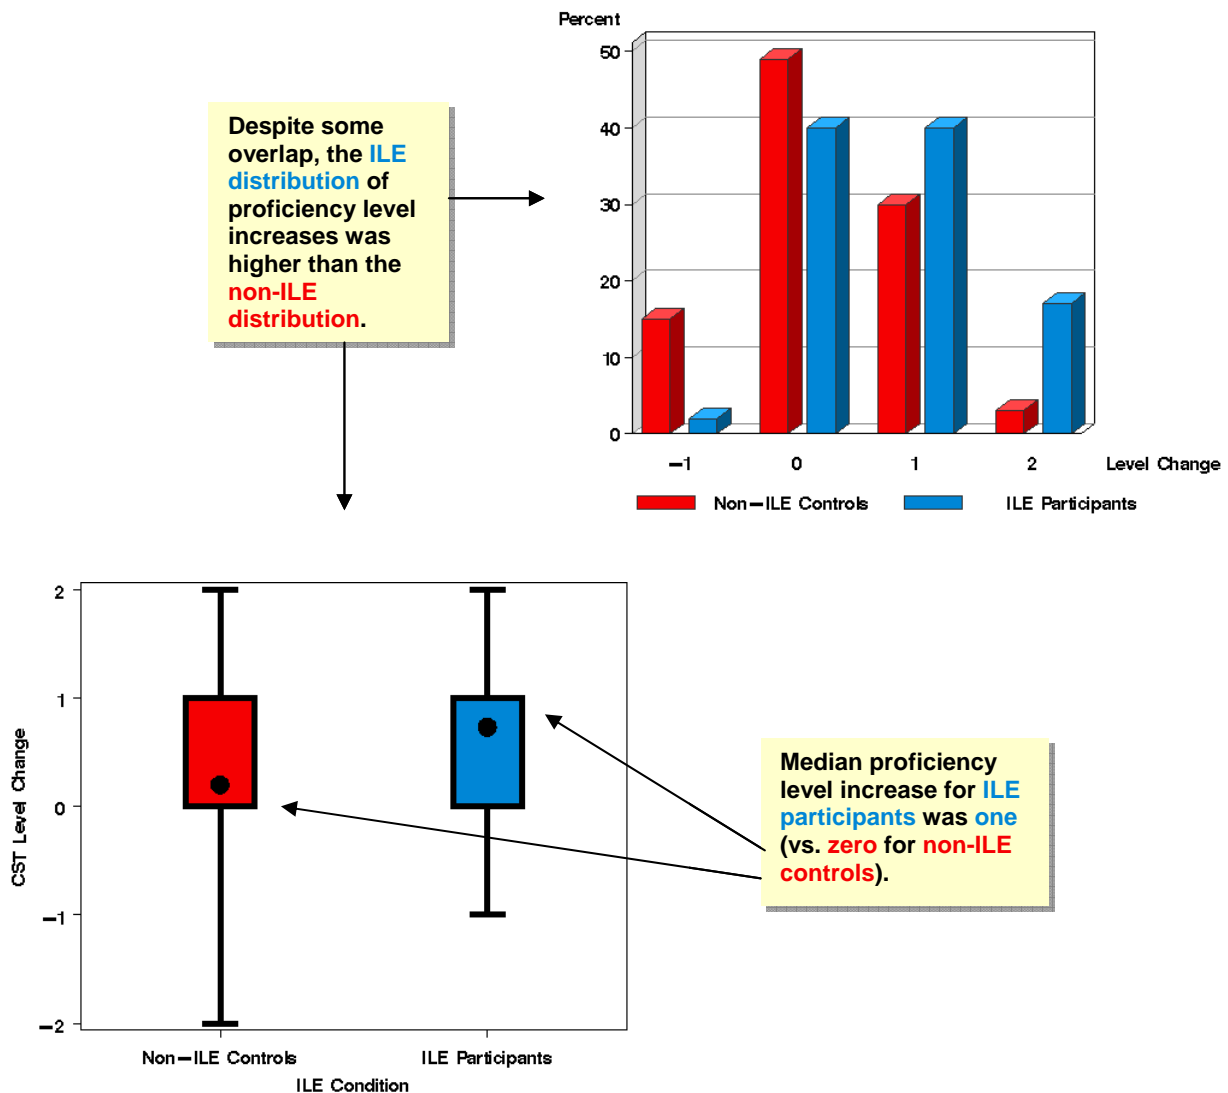 Percent
50
40
30
20
10
0
−1 0 1 2 Level Change
Non−ILE Controls ILE Participants
Despite some
overlap, the ILE
distribution of
proficiency level
increases was
higher than the
non-ILE
distribution.
2
1
0
−1
−2
CST Level Change
Non−ILE Controls ILE Participants
ILE Condition
Median proficiency
level increase for ILE
participants was one
(vs. zero for non-ILE
controls).